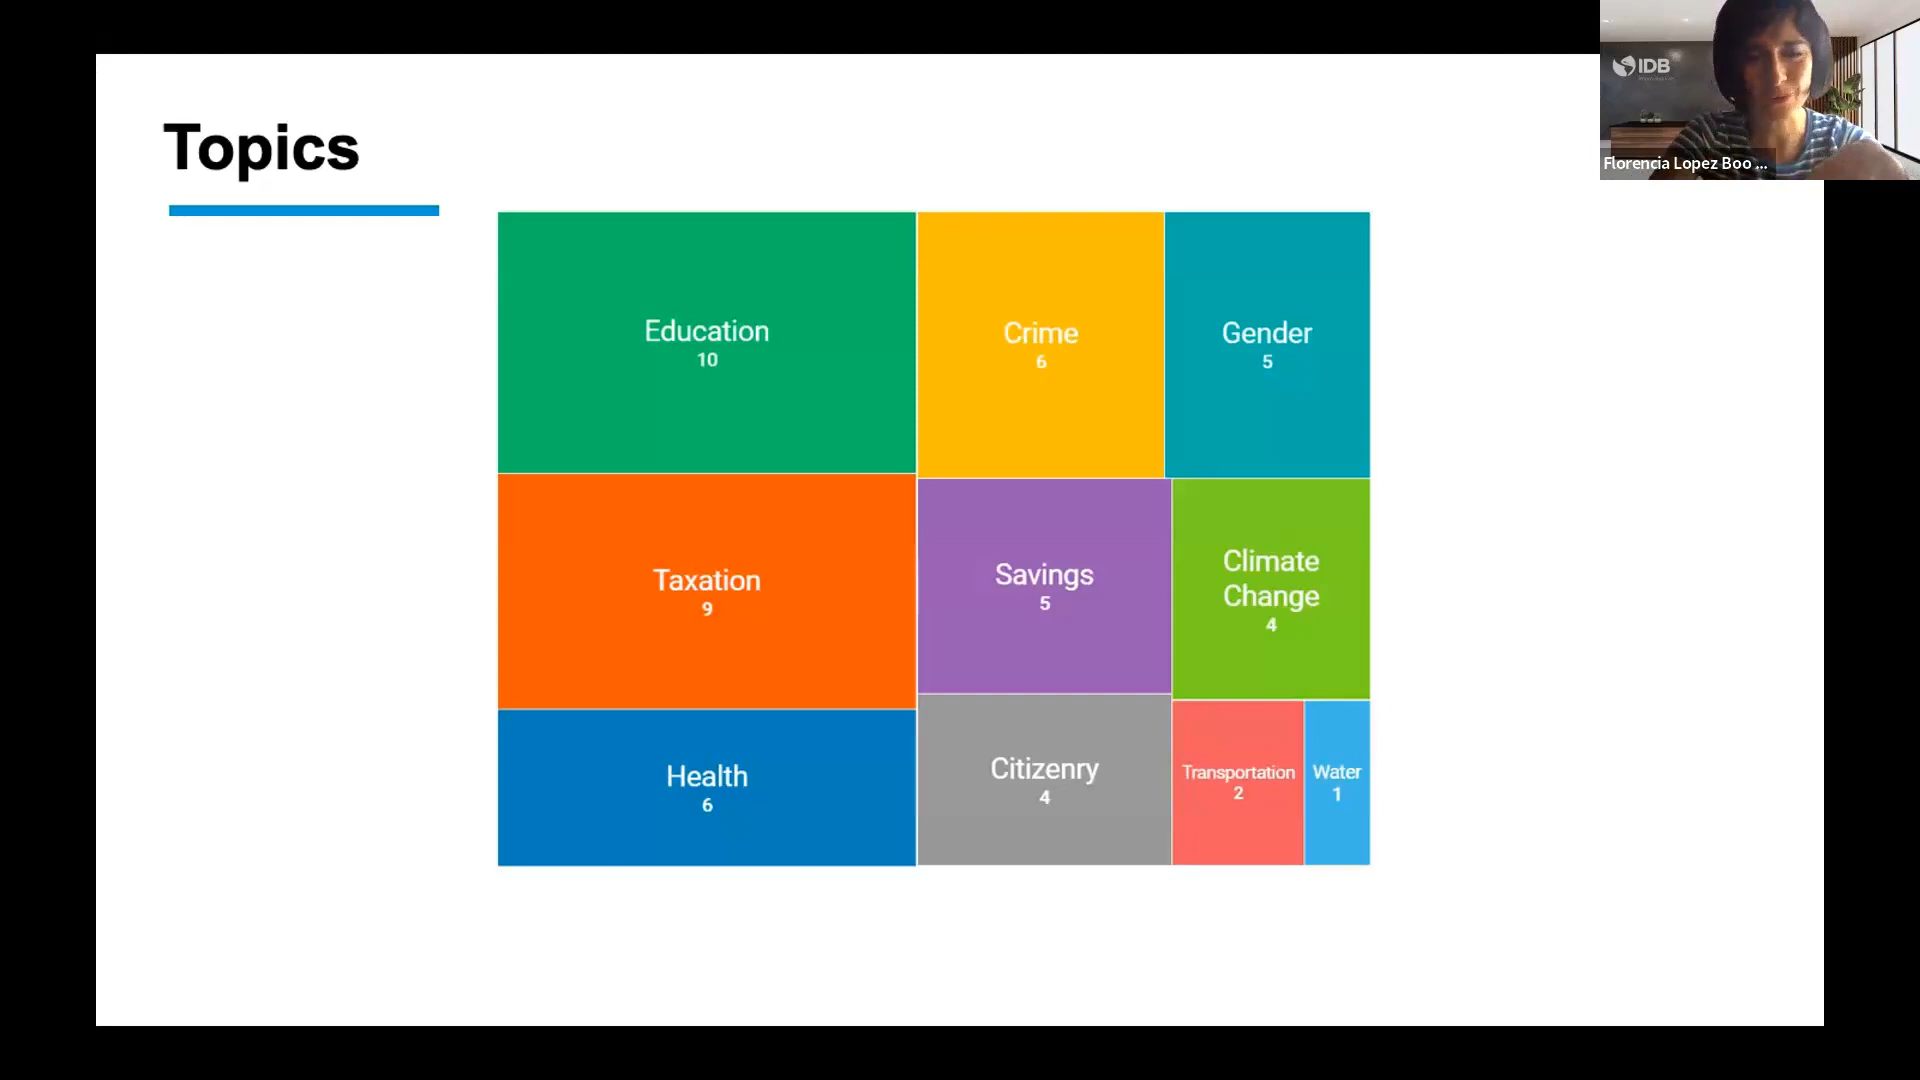 IDB
Florencia Lopez Boo ...
Topics
Education
10
Crime
6
Gender
5
Taxation
9
Savings
5
Climate
Change
4
Health
6
Citizenry
4
Transportation
2
Water
1